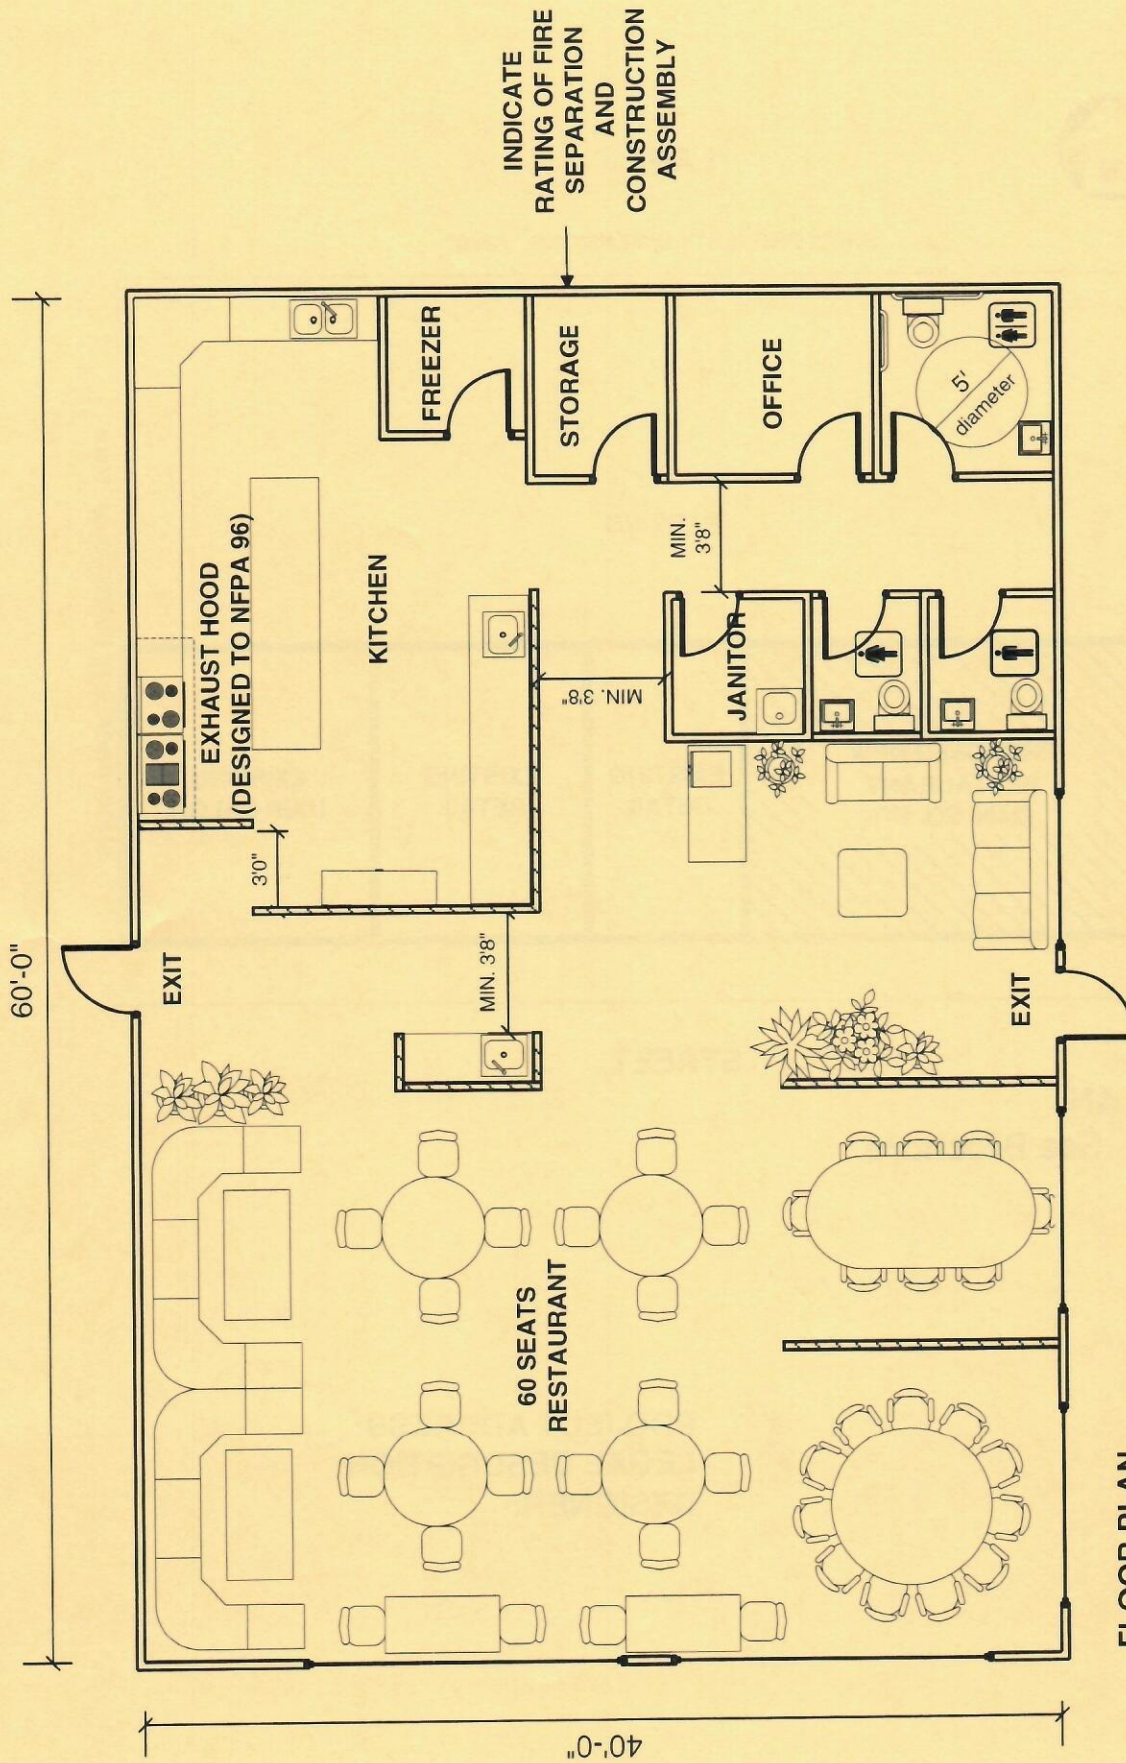 60'-0"
40'-0"
INDICATE
RATING OF FIRE
SEPARATION
AND
CONSTRUCTION
ASSEMBLY
EXHAUST HOOD
(DESIGNED TO NFPA 96)
KITCHEN
FREEZER
STORAGE
OFFICE
5'
diameter
EXIT
3'0"
MIN. 3'8"
MIN. 3'8"
MIN.
3'8"
JANITOR
60 SEATS
RESTAURANT
EXIT
FLOOR PLAN